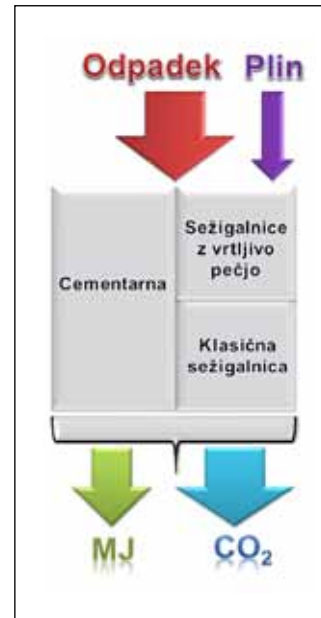 Odpadek Plin
Cementarna
Sežigalnice
z vrtljivo
pečjo
Klasična
sežigalnica
MJ CO₂